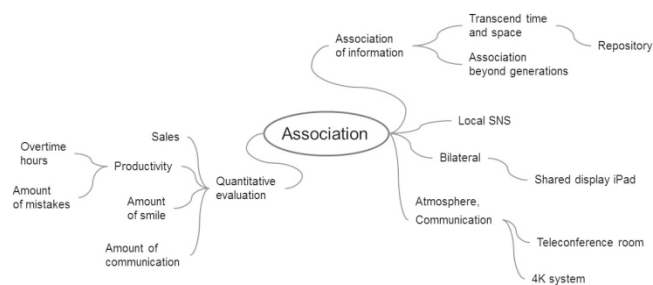 Association
Association
of information
Transcend time
and space
Repository
Association
beyond generations
Local SNS
Bilateral
Shared display iPad
Atmosphere,
Communication
Teleconference room
4K system
Quantitative
evaluation
Sales
Productivity
Overtime
hours
Amount
of mistakes
Amount
of smile
Amount of
communication